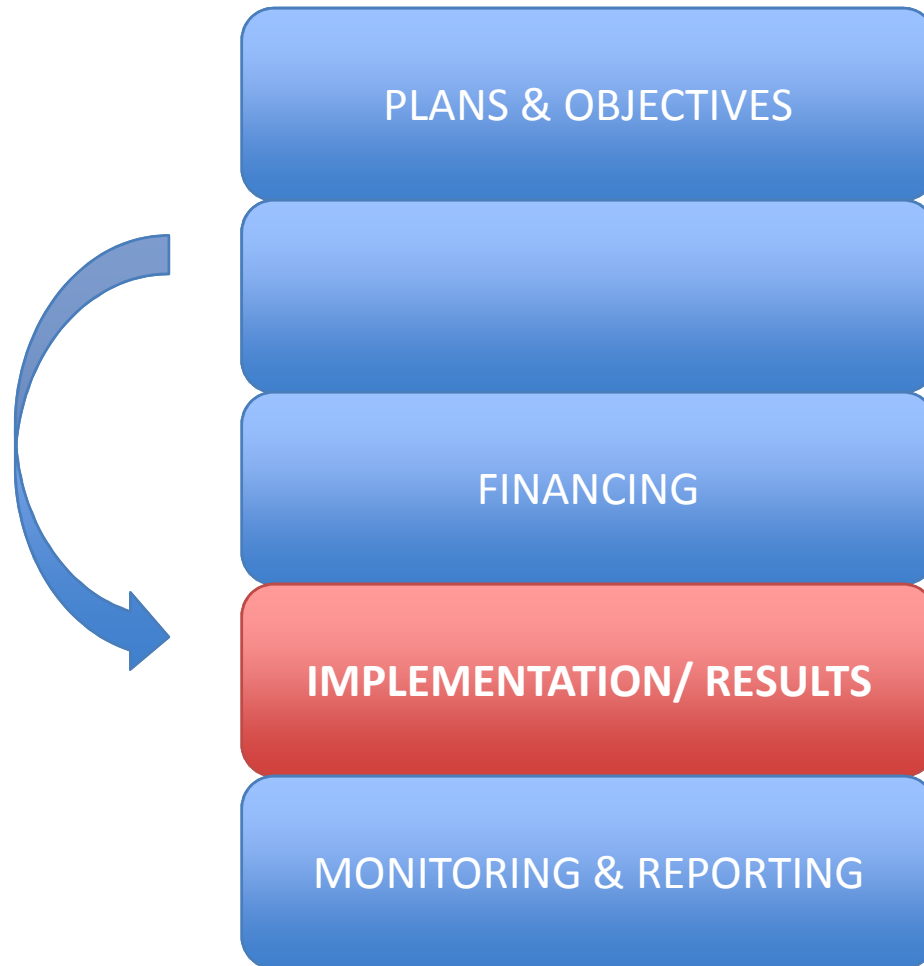 PLANS & OBJECTIVES
FINANCING
IMPLEMENTATION/ RESULTS
MONITORING & REPORTING